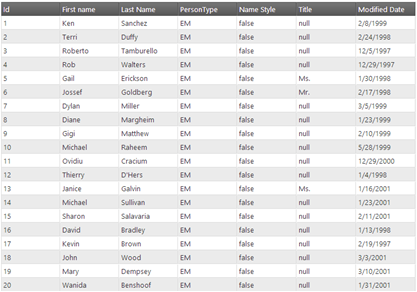 Id First name Last Name PersonType Name Style Title Modified Date
1 Ken Sanchez EM false null 2/8/1999
2 Terri Duffy EM false null 2/24/1998
3 Roberto Tamburello EM false null 12/5/1997
4 Rob Walters EM false null 12/29/1997
5 Gail Erickson EM false Ms. 1/30/1998
6 Jossef Goldberg EM false Mr. 2/17/1998
7 Dylan Miller EM false null 3/5/1999
8 Diane Margheim EM false null 1/23/1999
9 Gigi Matthew EM false null 2/10/1999
10 Michael Raheem EM false null 5/28/1999
11 Ovidiu Cracium EM false null 12/29/2000
12 Thierry D'Hers EM false null 1/4/1998
13 Janice Galvin EM false Ms. 1/16/2001
14 Michael Sullivan EM false null 1/23/2001
15 Sharon Salavaria EM false null 2/11/2001
16 David Bradley EM false null 1/13/1998
17 Kevin Brown EM false null 2/19/1997
18 John Wood EM false null 3/3/2001
19 Mary Dempsey EM false null 3/10/2001
20 Wanida Benshoof EM false null 1/31/2001